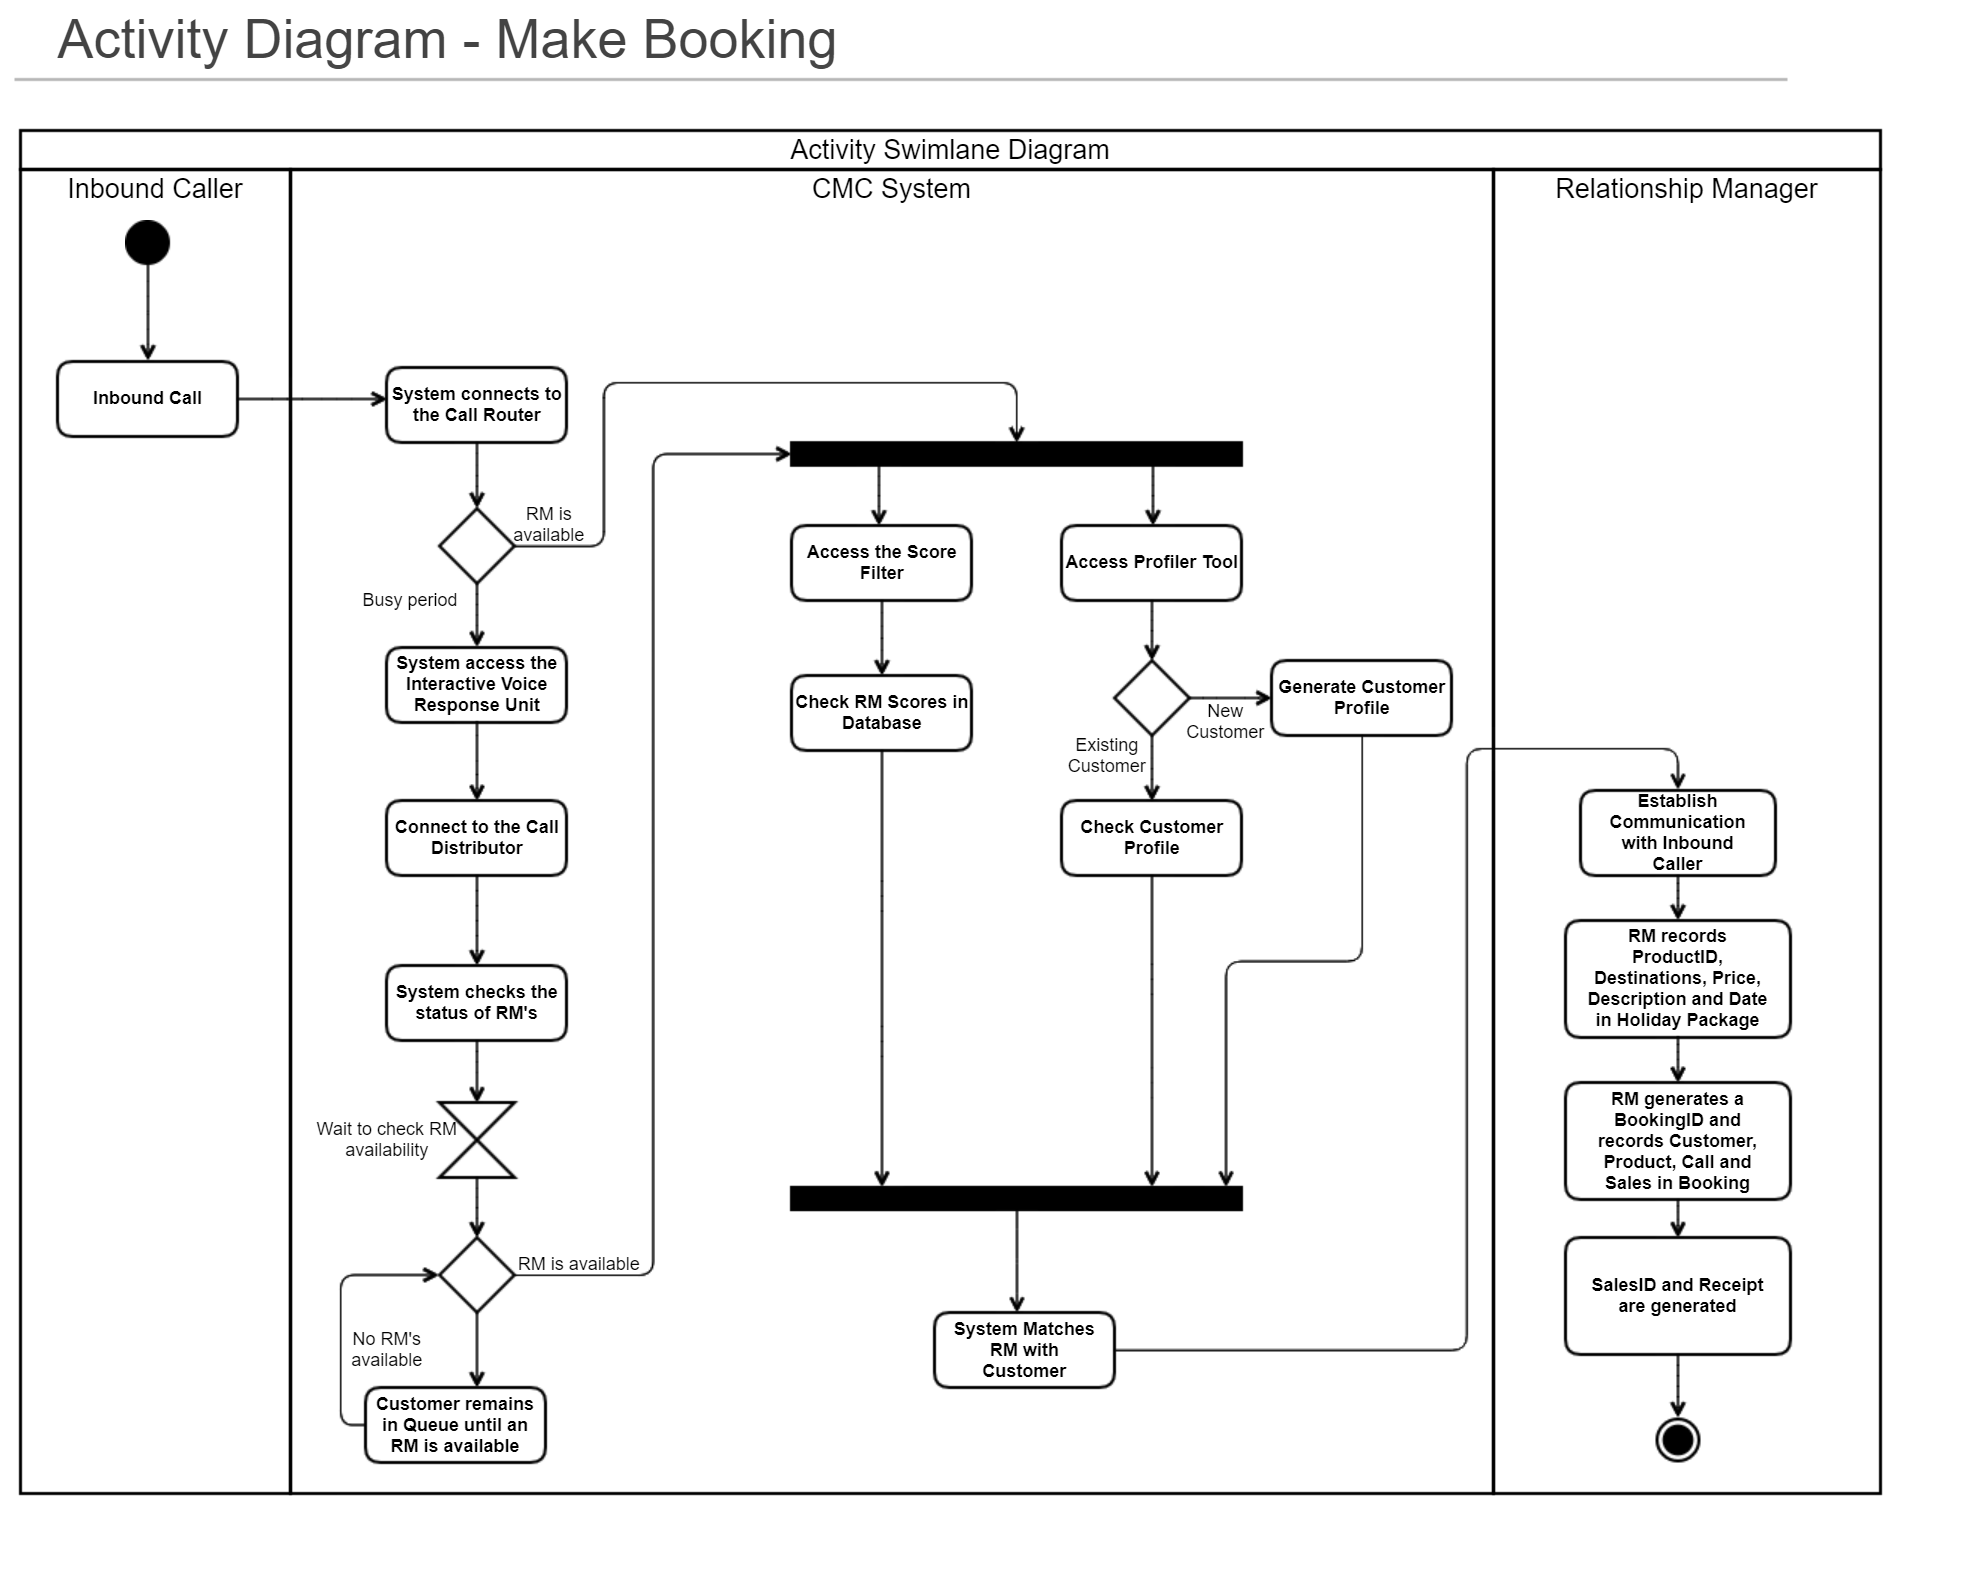 Activity Diagram - Make Booking
Activity Swimlane Diagram
Inbound Caller
CMC System
Relationship Manager
Inbound Call
System connects to
the Call Router
RM is
available
Busy period
System access the
Interactive Voice
Response Unit
Connect to the Call
Distributor
System checks the
status of RM's
Wait to check RM
availability
RM is available
No RM's
available
Customer remains
in Queue until an
RM is available
Access the Score
Filter
Check RM Scores in
Database
Access Profiler Tool
New
Customer
Generate Customer
Profile
Existing
Customer
Check Customer
Profile
System Matches
RM with
Customer
Establish
Communication
with Inbound
Caller
RM records
ProductID,
Destinations, Price,
Description and Date
in Holiday Package
RM generates a
BookingID and
records Customer,
Product, Call and
Sales in Booking
SalesID and Receipt
are generated